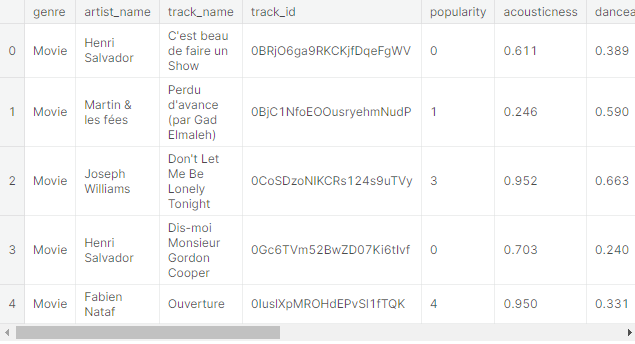 genre artist_name track_name track_id popularity acousticness dancea
0 Movie Henri Salvador C'est beau de faire un Show 0BRjO6ga9RKCKjfDqeFgWV 0 0.611 0.389
1 Movie Martin & les fées Perdu d'avance (par Gad Elmaleh) 0BjC1NfoEOOusryehmNudP 1 0.246 0.590
2 Movie Joseph Williams Don't Let Me Be Lonely Tonight 0CoSDzoNIKCRs124s9uTVy 3 0.952 0.663
3 Movie Henri Salvador Dis-moi Monsieur Gordon Cooper 0Gc6TVm52BwZD07Ki6tIvf 0 0.703 0.240
4 Movie Fabien Nataf Ouverture 0IuslXpMROHdEPvSl1fTQK 4 0.950 0.331